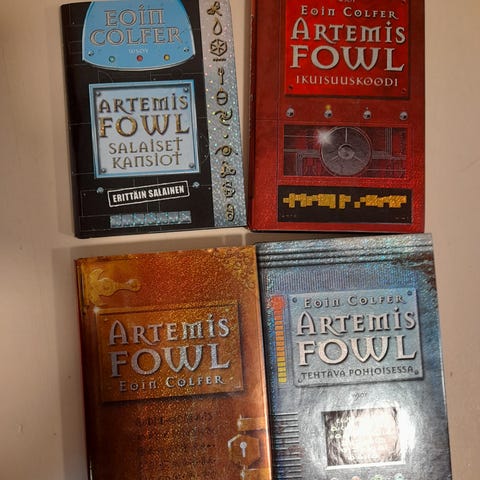 EOIN
COLFER
WSOY
ARTEMIS
FOWL
SALAISET
KANSIOT
ERITTÄIN SALAINEN
EOIN COLFER
ARTEMIS
FOWL
IKUISUUSKOODI
ARTEMIS
FOWL
EOIN COLFER
EOIN COLFER
ARTEMIS
FOWL
TEHTÄVÄ POHJOISESSA
WSOY